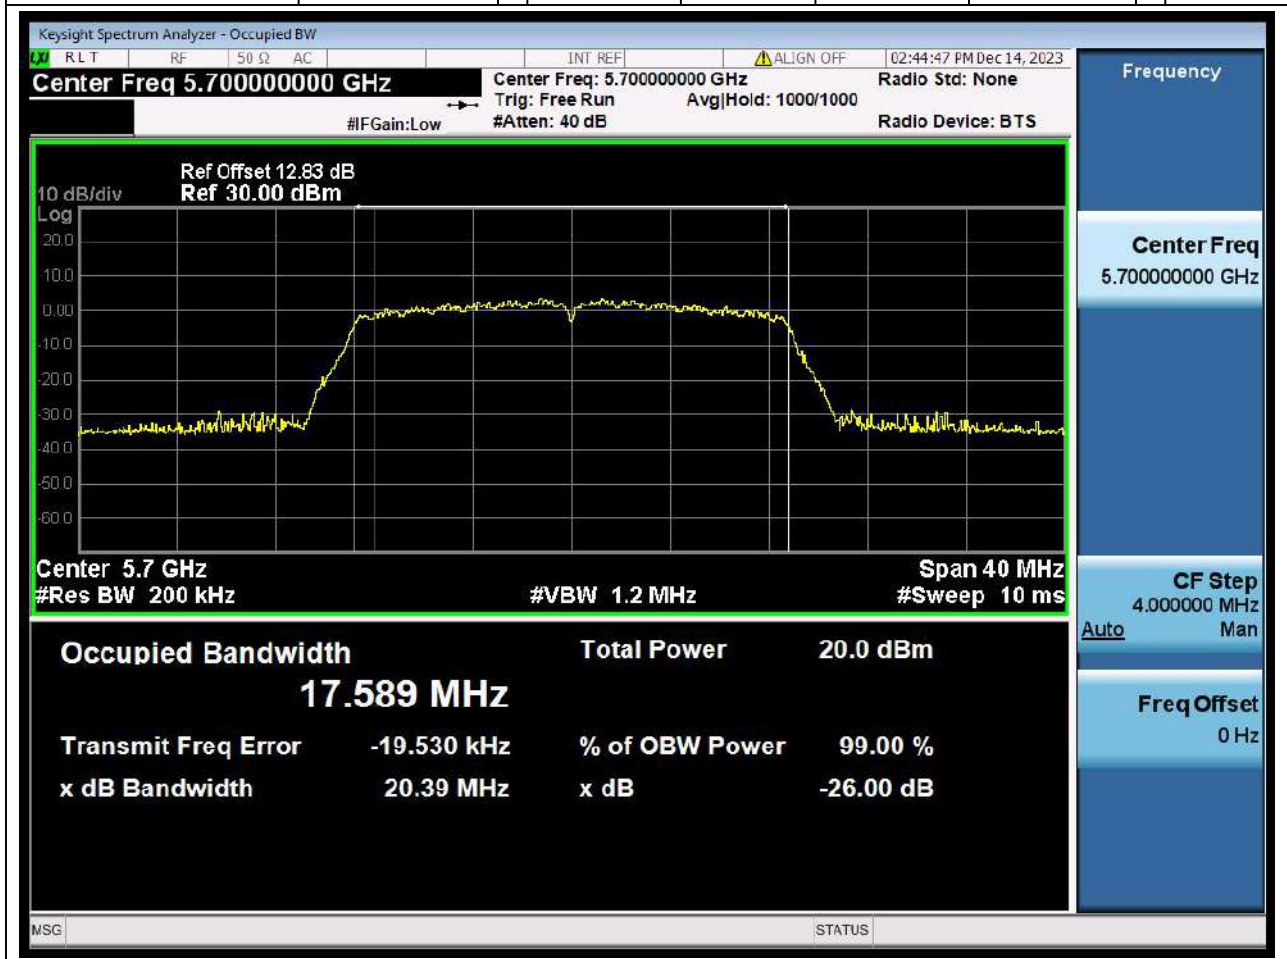 Keysight Spectrum Analyzer - Occupied BW
LXI RLT RF 50 Ω AC INT REF ALIGN OFF 02:44:47 PM Dec 14, 2023
Center Freq 5.700000000 GHz
Center Freq: 5.700000000 GHz
Radio Std: None
Trig: Free Run Avg|Hold: 1000/1000
#IFGain:Low #Atten: 40 dB Radio Device: BTS
Ref Offset 12.83 dB
10 dB/div Ref 30.00 dBm
Log
20.0
10.0
0.00
-10.0
-20.0
-30.0
-40.0
-50.0
-60.0
Center 5.7 GHz Span 40 MHz
#Res BW 200 kHz #VBW 1.2 MHz #Sweep 10 ms
Occupied Bandwidth Total Power 20.0 dBm
17.589 MHz
Transmit Freq Error -19.530 kHz % of OBW Power 99.00 %
x dB Bandwidth 20.39 MHz x dB -26.00 dB
MSG STATUS
Frequency
Center Freq
5.700000000 GHz
CF Step
4.000000 MHz
Auto Man
Freq Offset
0 Hz